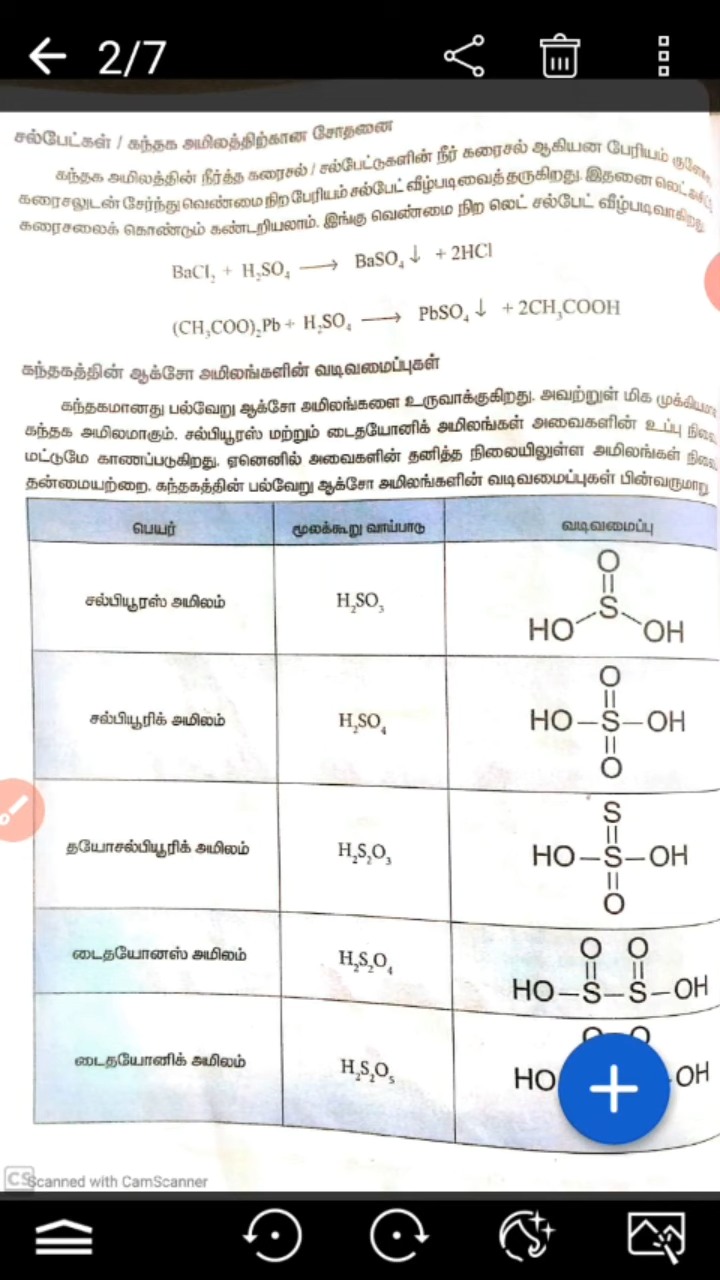 2/7
சல்பேட்கள் / கந்தக அமிலத்திற்கான சோதனை
கந்தக அமிலத்தின் நீர்த்த கரைசல் / சல்பேட்டுகளின் நீர் கரைசல் ஆகியன பேரியம்
கரைசலுடன் சேர்ந்து வெண்மை நிற பேரியம் சல்பேட் வீழ்படிவைத் தருகிறது. இதனை
கரைசலைக் கொண்டும் கண்டறியலாம். இங்கு வெண்மை நிற லெட் சல்பேட் வீழ்படிவாகிறது.
BaCl₂ + H₂SO₄ ⟶ BaSO₄↓ + 2HCl
(CH₃COO)₂Pb + H₂SO₄ ⟶ PbSO₄↓ + 2CH₃COOH
கந்தகத்தின் ஆக்சோ அமிலங்களின் வடிவமைப்புகள்
கந்தகமானது பல்வேறு ஆக்சோ அமிலங்களை உருவாக்குகிறது. அவற்றுள் மிக
கந்தக அமிலமாகும். சல்பியூரஸ் மற்றும் டைதயோனிக் அமிலங்கள் அவைகளின் உப்பு
மட்டுமே காணப்படுகிறது. ஏனெனில் அவைகளின் தனித்த நிலையிலுள்ள அமிலங்கள்
தன்மையற்றை. கந்தகத்தின் பல்வேறு ஆக்சோ அமிலங்களின் வடிவமைப்புகள் பின்வருமாறு
பெயர் மூலக்கூறு வாய்பாடு வடிவமைப்பு
O
சல்பியூரஸ் அமிலம் H₂SO₃ S
HO OH
O
சல்பியூரிக் அமிலம் H₂SO₄ HO–S–OH
O
S
தயோசல்பியூரிக் அமிலம் H₂S₂O₃ HO–S–OH
O
O O
டைதயோனஸ் அமிலம் H₂S₂O₄ HO–S–S–OH
டைதயோனிக் அமிலம் H₂S₂O₅ HO OH
CS Scanned with CamScanner